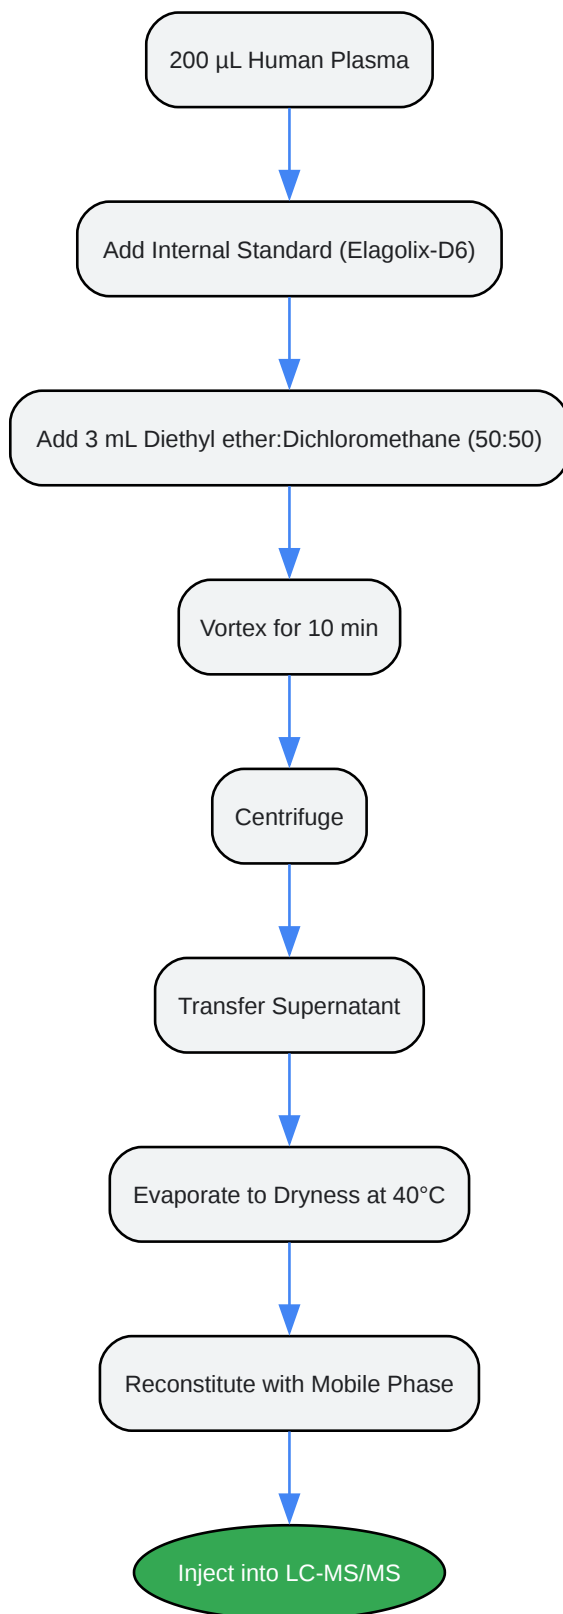 200 µL Human Plasma
Add Internal Standard (Elagolix-D6)
Add 3 mL Diethyl ether:Dichloromethane (50:50)
Vortex for 10 min
Centrifuge
Transfer Supernatant
Evaporate to Dryness at 40°C
Reconstitute with Mobile Phase
Inject into LC-MS/MS